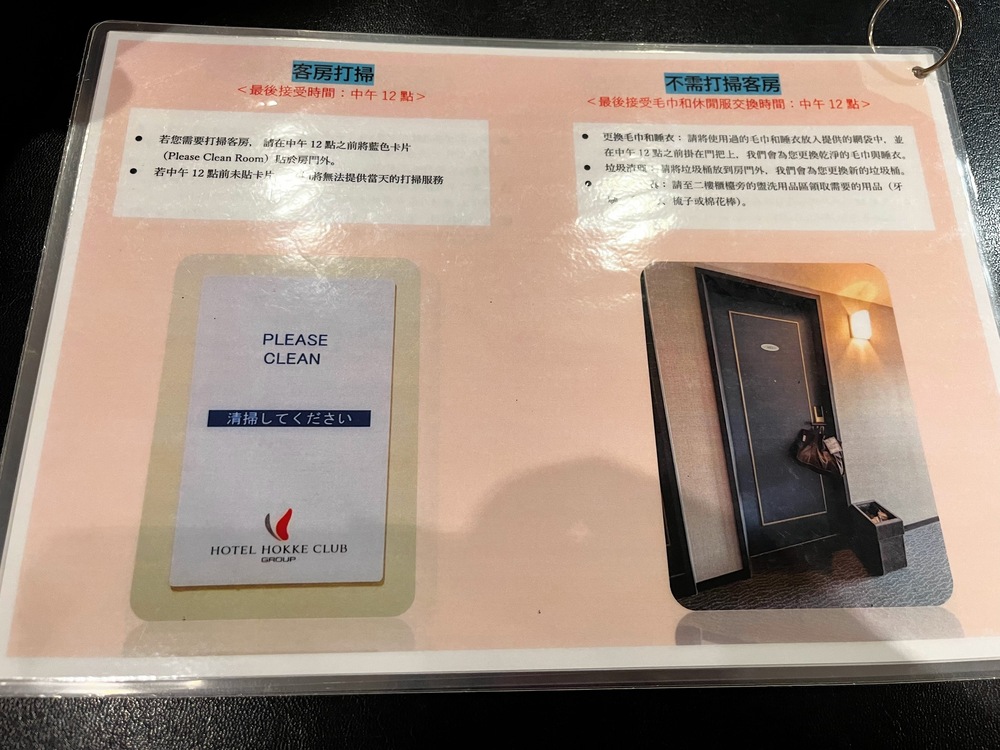 客房打掃
<最後接受時間：中午 12 點>
若您需要打掃客房， 請在中午 12 點之前將藍色卡片
（Please Clean Room）貼於房門外。
若中午 12 點前未貼卡片 將無法提供當天的打掃服務
PLEASE
CLEAN
清掃してください
HOTEL HOKKE CLUB
GROUP
不需打掃客房
<最後接受毛巾和休閒服交換時間：中午 12 點>
更換毛巾和睡衣：請將使用過的毛巾和睡衣放入提供的網袋中，並
在中午 12 點之前掛在門把上，我們會為您更換乾淨的毛巾與睡衣。
垃圾清理：請將垃圾桶放到房門外，我們會為您更換新的垃圾桶。
：請至二樓櫃檯旁的盥洗用品區領取需要的用品（牙
梳子或棉花棒）。